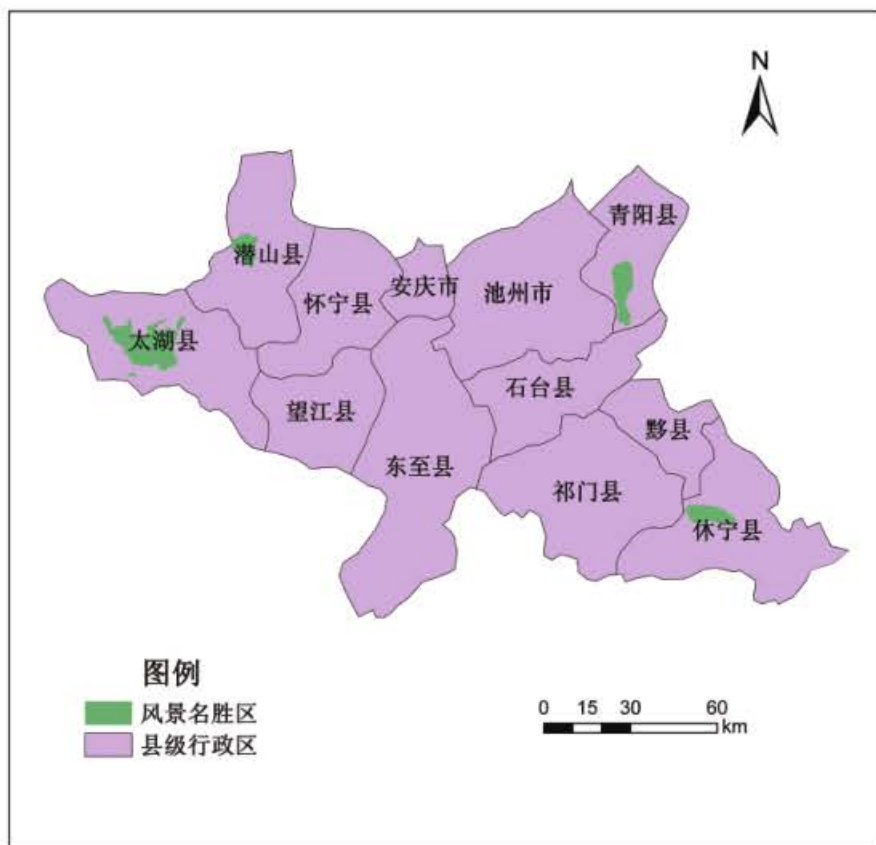 N
青阳县
潜山县
安庆市
池州市
怀宁县
太湖县
石台县
望江县
黟县
东至县
祁门县
休宁县
图例
风景名胜区
县级行政区
0 15 30 60
km